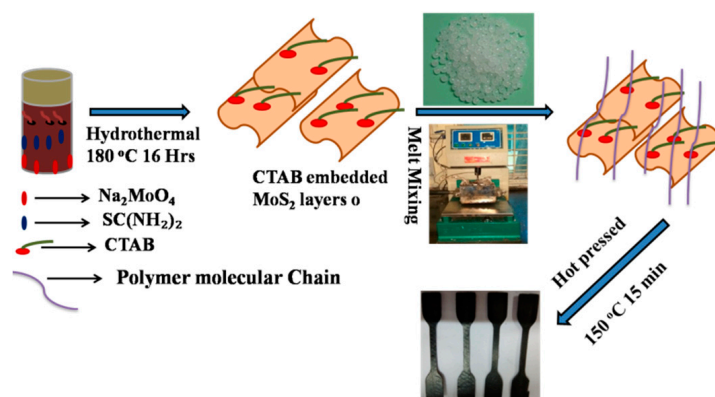 Hydrothermal
180 °C 16 Hrs
Na₂MoO₄
SC(NH₂)₂
CTAB
Polymer molecular Chain
CTAB embedded
MoS₂ layers o
Melt Mixing
Hot pressed
150 °C 15 min